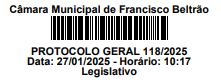 Câmara Municipal de Francisco Beltrão
PROTOCOLO GERAL 118/2025
Data: 27/01/2025 - Horário: 10:17
Legislativo